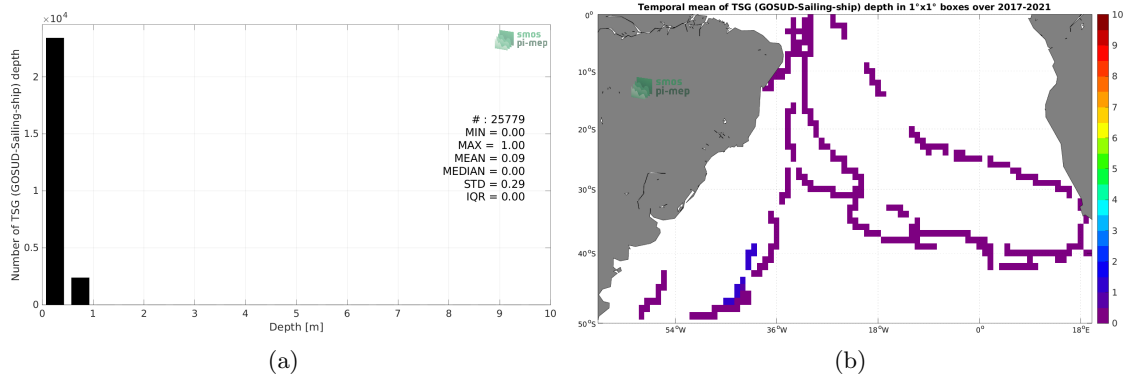 ×10⁴
2
1.5
1
0.5
0
0 1 2 3 4 5 6 7 8 9 10
Number of TSG (GOSUD-Sailing-ship) depth
Depth [m]
smos
pi-mep
# : 25779
MIN = 0.00
MAX = 1.00
MEAN = 0.09
MEDIAN = 0.00
STD = 0.29
IQR = 0.00
(a)
Temporal mean of TSG (GOSUD-Sailing-ship) depth in 1°x1° boxes over 2017-2021
smos
pi-mep
0°
10°S
20°S
30°S
40°S
50°S
54°W 36°W 18°W 0° 18°E
10
9
8
7
6
5
4
3
2
1
0
(b)